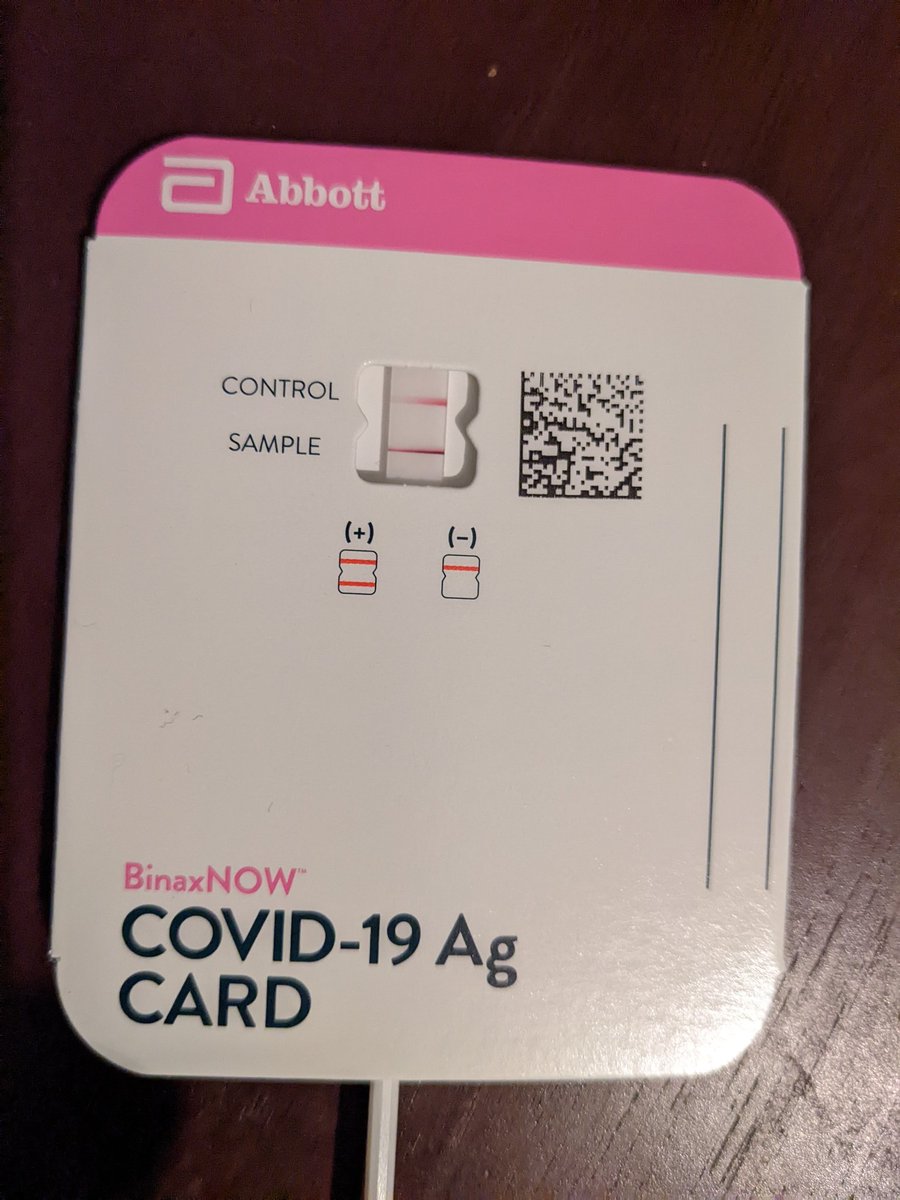 Abbott
CONTROL
SAMPLE
(+) (-)
BinaxNOW™
COVID-19 Ag
CARD